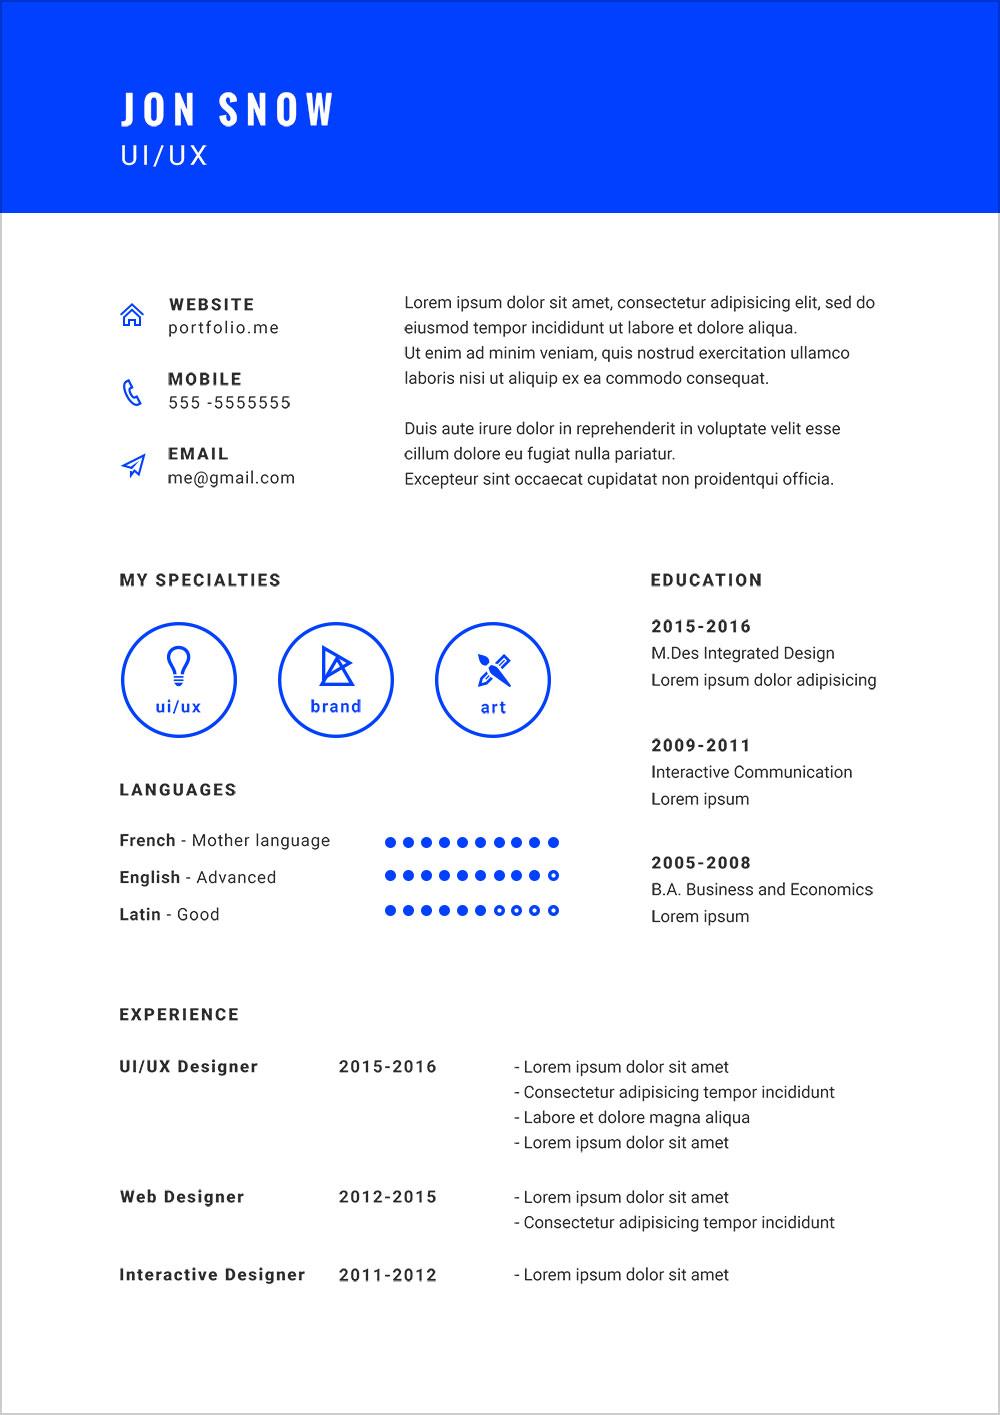 JON SNOW
UI/UX
WEBSITE
portfolio.me
MOBILE
555 -5555555
EMAIL
me@gmail.com
Lorem ipsum dolor sit amet, consectetur adipisicing elit, sed do
eiusmod tempor incididunt ut labore et dolore aliqua.
Ut enim ad minim veniam, quis nostrud exercitation ullamco
laboris nisi ut aliquip ex ea commodo consequat.
Duis aute irure dolor in reprehenderit in voluptate velit esse
cillum dolore eu fugiat nulla pariatur.
Excepteur sint occaecat cupidatat non proidentqui officia.
MY SPECIALTIES
ui/ux
brand
art
LANGUAGES
French - Mother language
English - Advanced
Latin - Good
EDUCATION
2015-2016
M.Des Integrated Design
Lorem ipsum dolor adipisicing
2009-2011
Interactive Communication
Lorem ipsum
2005-2008
B.A. Business and Economics
Lorem ipsum
EXPERIENCE
UI/UX Designer 2015-2016 - Lorem ipsum dolor sit amet
- Consectetur adipisicing tempor incididunt
- Labore et dolore magna aliqua
- Lorem ipsum dolor sit amet
Web Designer 2012-2015 - Lorem ipsum dolor sit amet
- Consectetur adipisicing tempor incididunt
Interactive Designer 2011-2012 - Lorem ipsum dolor sit amet